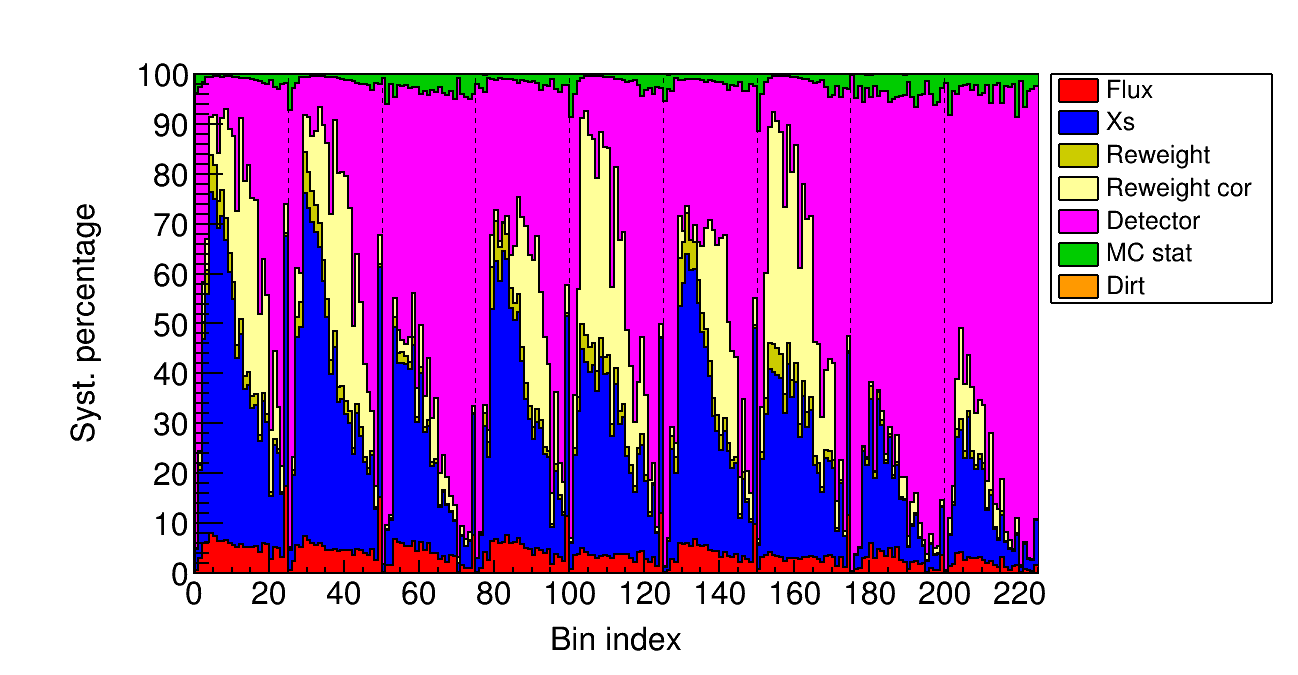 Syst. percentage
100
90
80
70
60
50
40
30
20
10
0
0 20 40 60 80 100 120 140 160 180 200 220
Bin index
Flux
Xs
Reweight
Reweight cor
Detector
MC stat
Dirt